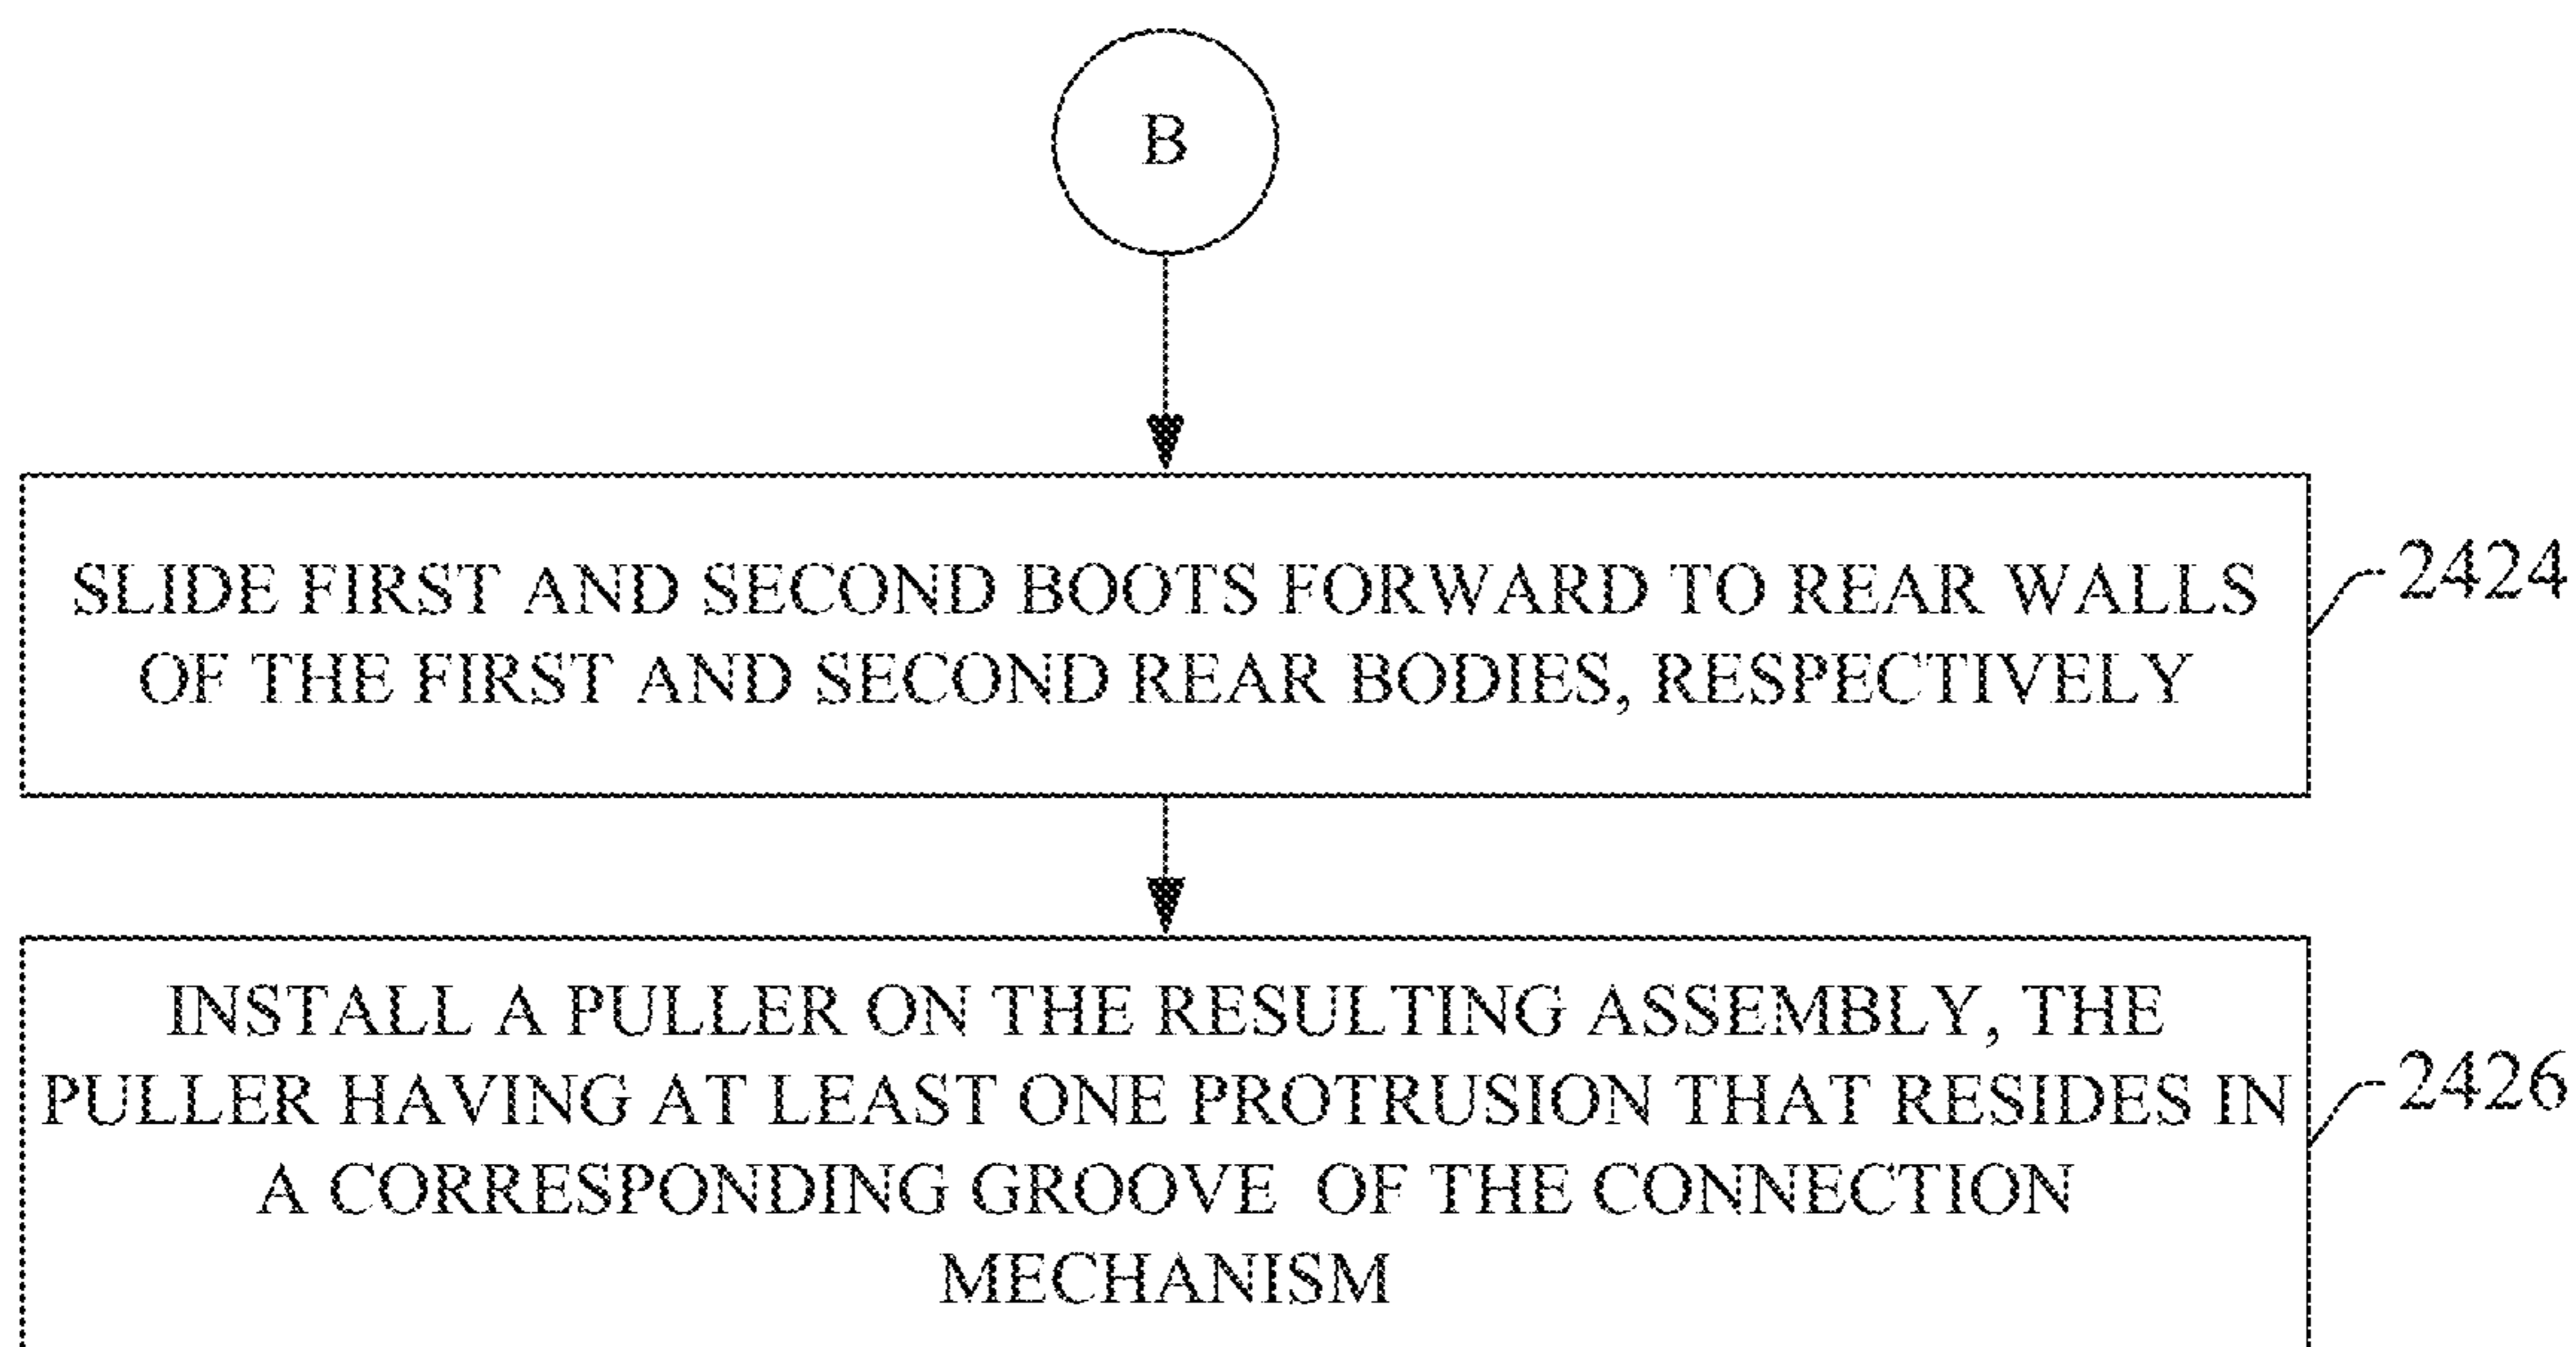 B
SLIDE FIRST AND SECOND BOOTS FORWARD TO REAR WALLS
OF THE FIRST AND SECOND REAR BODIES, RESPECTIVELY
2424
INSTALL A PULLER ON THE RESULTING ASSEMBLY, THE
PULLER HAVING AT LEAST ONE PROTRUSION THAT RESIDES IN
A CORRESPONDING GROOVE OF THE CONNECTION
MECHANISM
2426